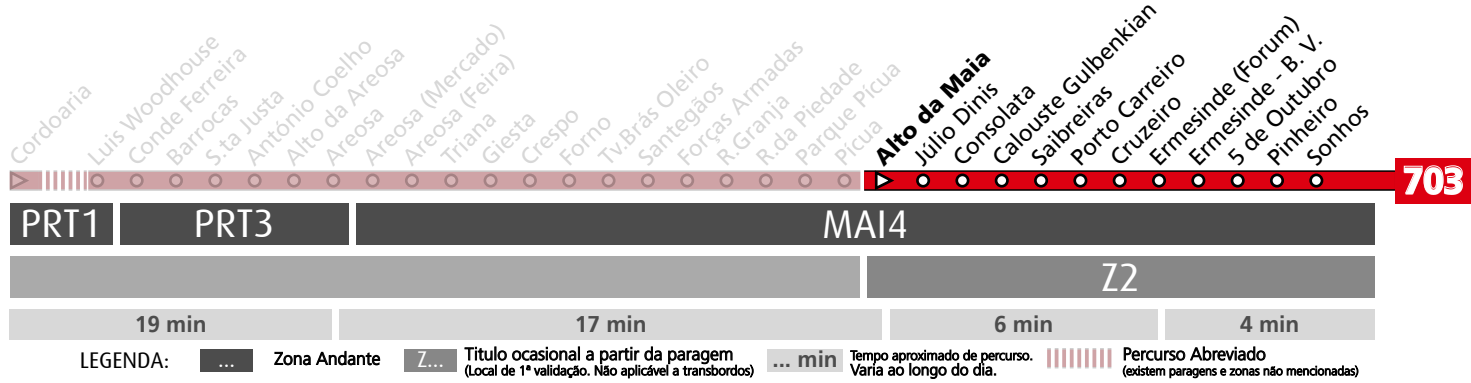 Cordoaria
Luis Woodhouse
Conde Ferreira
Barrocas
S.ta Justa
António Coelho
Alto da Areosa
Areosa
Areosa (Mercado)
Areosa (Feira)
Triana
Giesta
Crespo
Forno
Tv.Brás Oleiro
Santegãos
Forças Armadas
R.Granja
R.da Piedade
Parque Pícua
Pícua
Alto da Maia
Júlio Dinis
Consolata
Calouste Gulbenkian
Saibreiras
Porto Carreiro
Cruzeiro
Ermesinde (Forum)
Ermesinde - B. V.
5 de Outubro
Pinheiro
Sonhos
703
PRT1 PRT3 MAI4
Z2
19 min 17 min 6 min 4 min
LEGENDA: ... Zona Andante Z... Titulo ocasional a partir da paragem
(Local de 1ª validação. Não aplicável a transbordos)
... min Tempo aproximado de percurso.
Varia ao longo do dia.
Percurso Abreviado
(existem paragens e zonas não mencionadas)